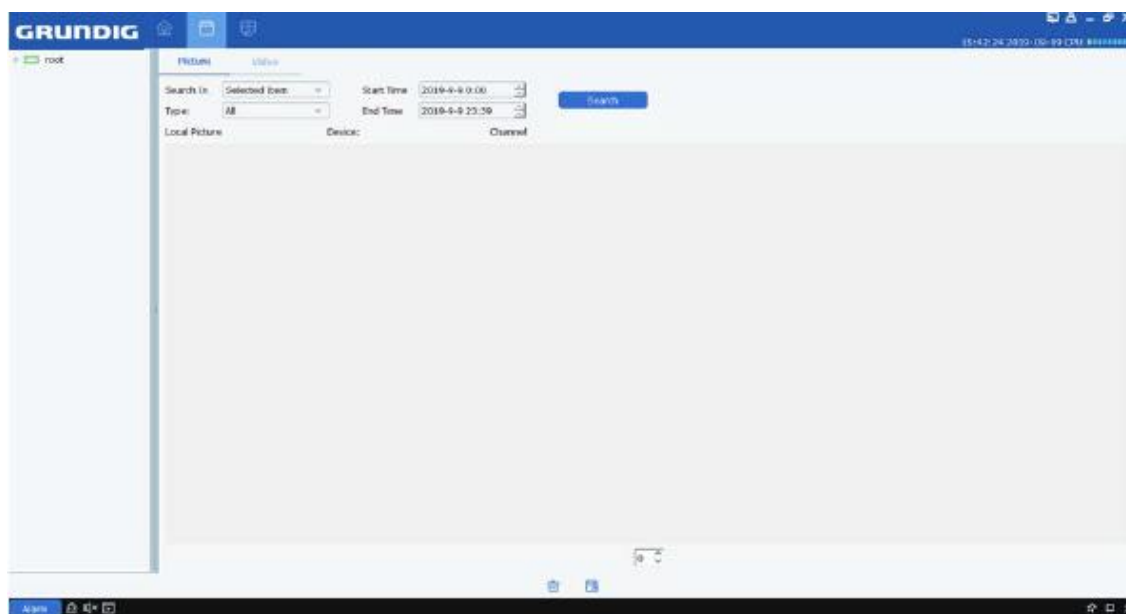 GRUNDIG
root
Picture Video
Search In Selected Item Start Time 2019-9-9 0:00 Search
Type: All End Time 2019-9-9 23:59
Local Picture Device: Channel
Alarm